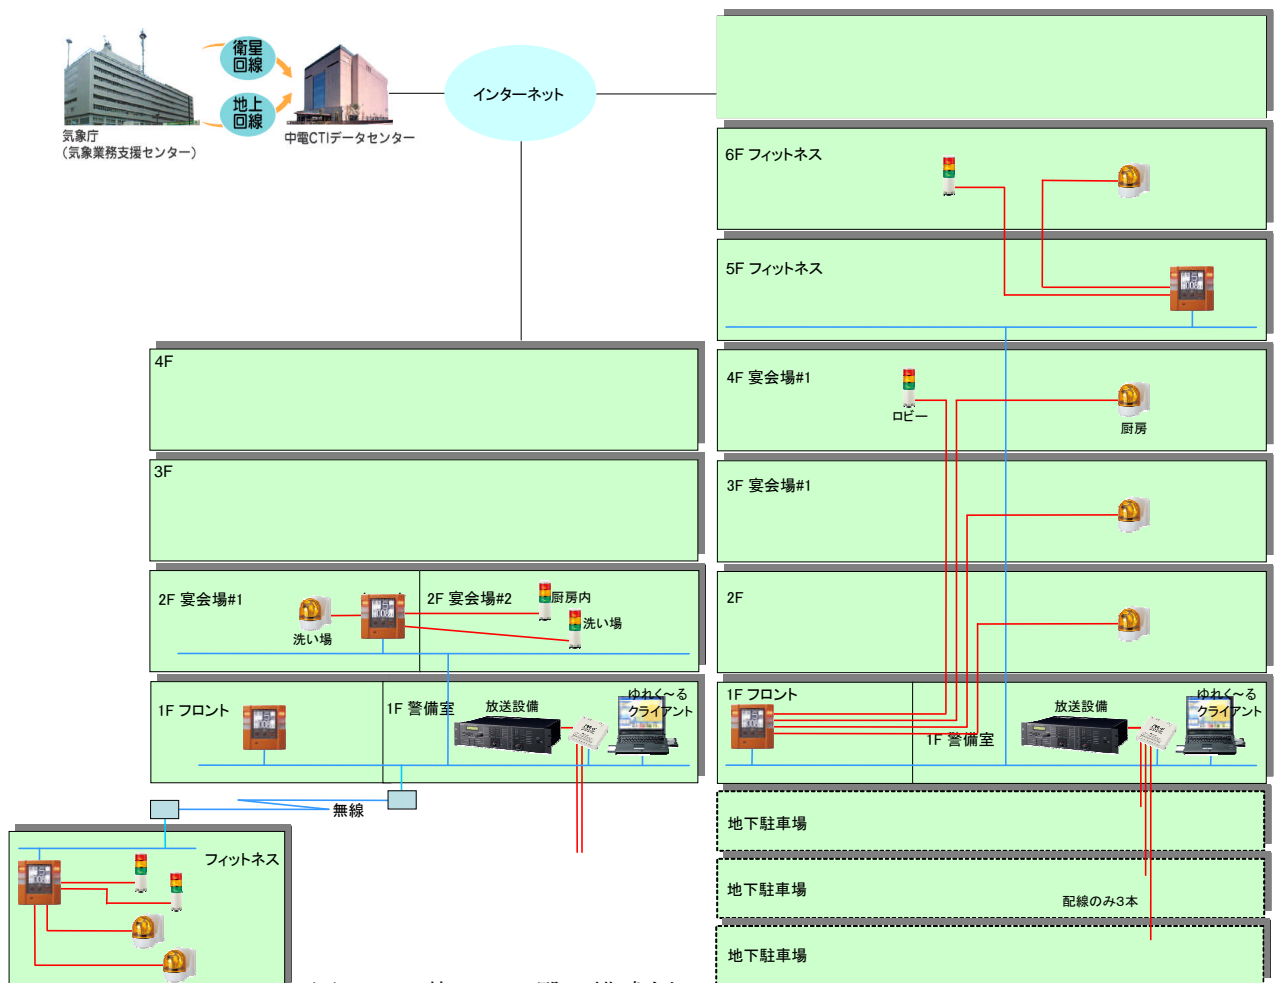 衛星
回線
地上
回線
気象庁
（気象業務支援センター）
中電CTIデータセンター
インターネット
6F フィットネス
5F フィットネス
4F 宴会場#1
ロビー
厨房
3F 宴会場#1
2F
1F フロント
1F 警備室
放送設備
ゆれく～る
クライアント
地下駐車場
地下駐車場
配線のみ3本
地下駐車場
4F
3F
2F 宴会場#1
洗い場
2F 宴会場#2
厨房内
洗い場
1F フロント
1F 警備室
放送設備
ゆれく～る
クライアント
無線
フィットネス